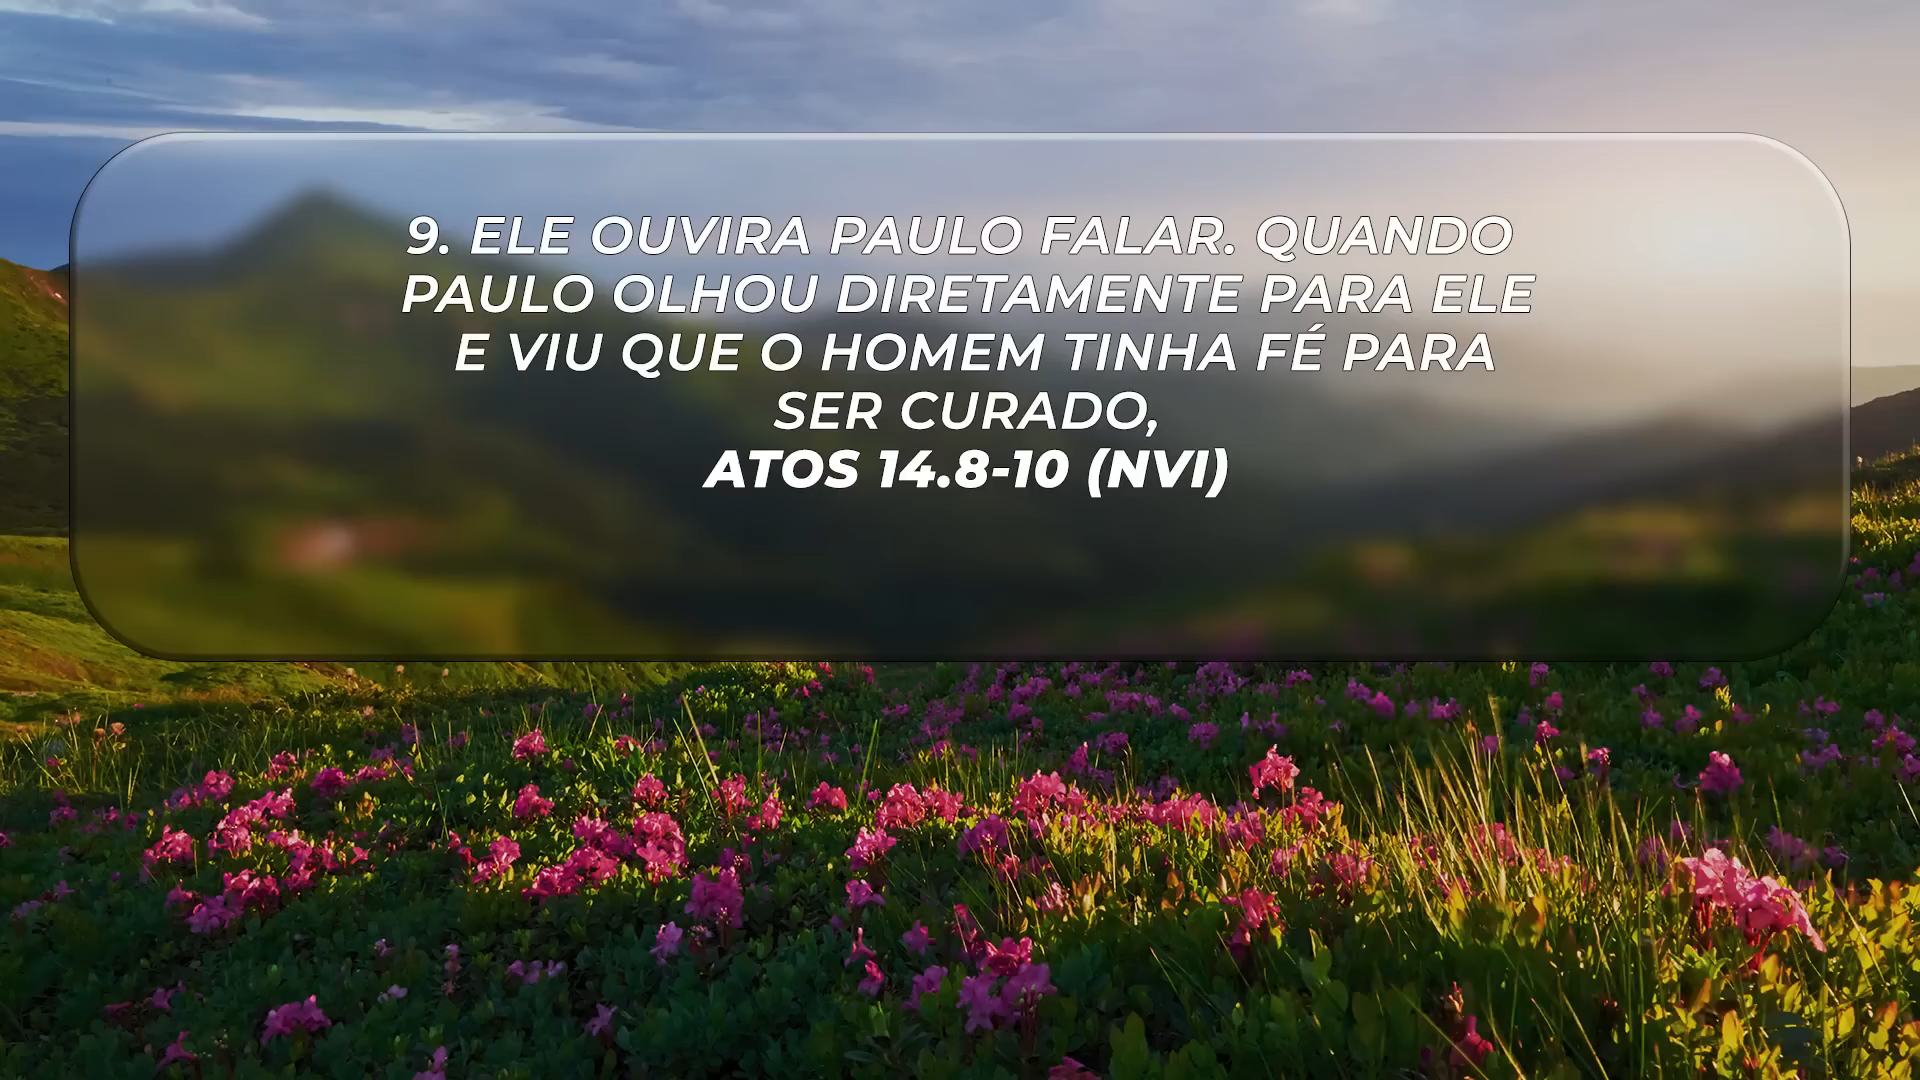 9. ELE OUVIRA PAULO FALAR. QUANDO
PAULO OLHOU DIRETAMENTE PARA ELE
E VIU QUE O HOMEM TINHA FÉ PARA
SER CURADO,
ATOS 14.8-10 (NVI)